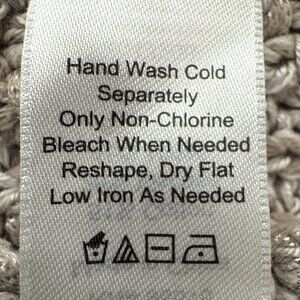 Hand Wash Cold
Separately
Only Non-Chlorine
Bleach When Needed
Reshape, Dry Flat
Low Iron As Needed